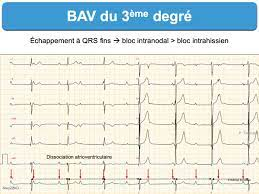 BAV du 3ème degré
Échappement à QRS fins → bloc intranodal > bloc intrahissien
Dissociation atrioventriculaire